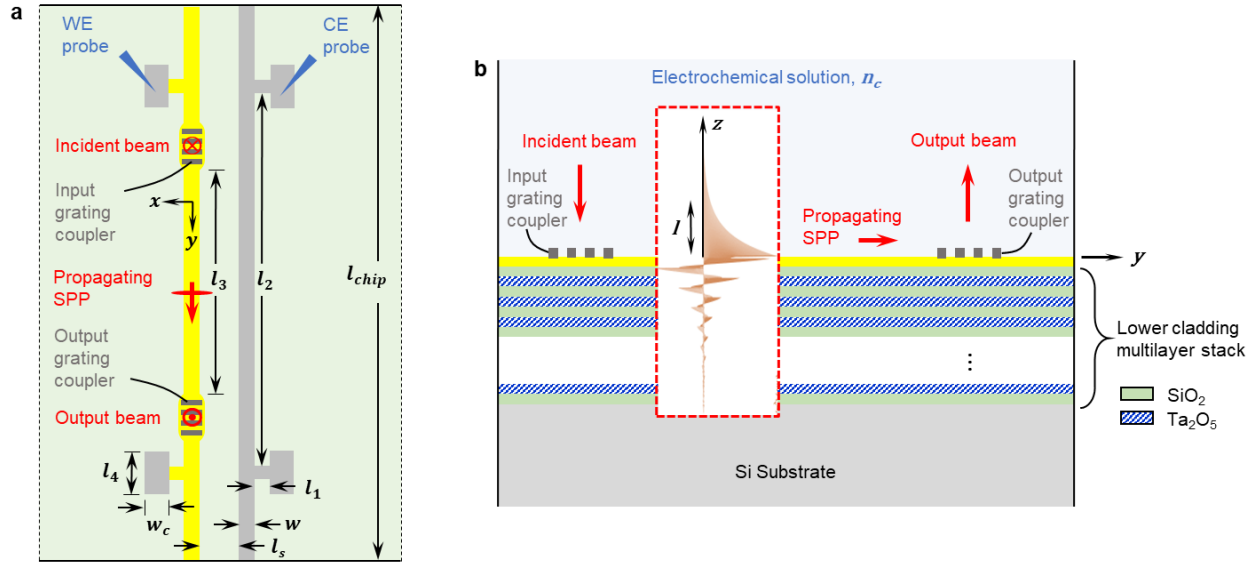 a
WE
probe
CE
probe
Incident beam
Input
grating
coupler
x
y
Propagating
SPP
l3
l2
lchip
Output
grating
coupler
Output beam
l4
l1
wc
w
ls
b
Electrochemical solution, nc
z
Incident beam
Output beam
Input
grating
coupler
l
Propagating
SPP
Output
grating
coupler
y
Lower cladding
multilayer stack
⋮
SiO2
Ta2O5
Si Substrate